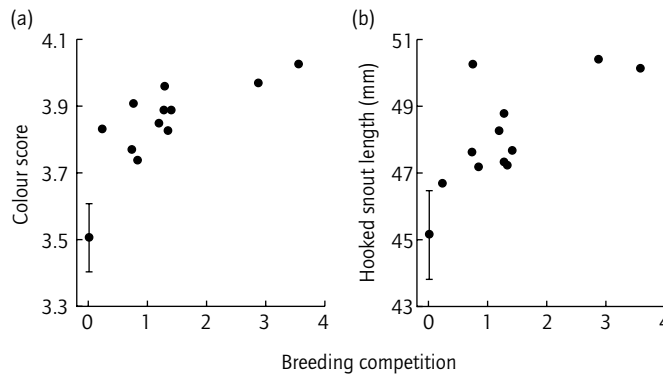 (a)
Colour score
4.1
3.9
3.7
3.5
3.3
0 1 2 3 4
(b)
Hooked snout length (mm)
51
49
47
45
43
0 1 2 3 4
Breeding competition